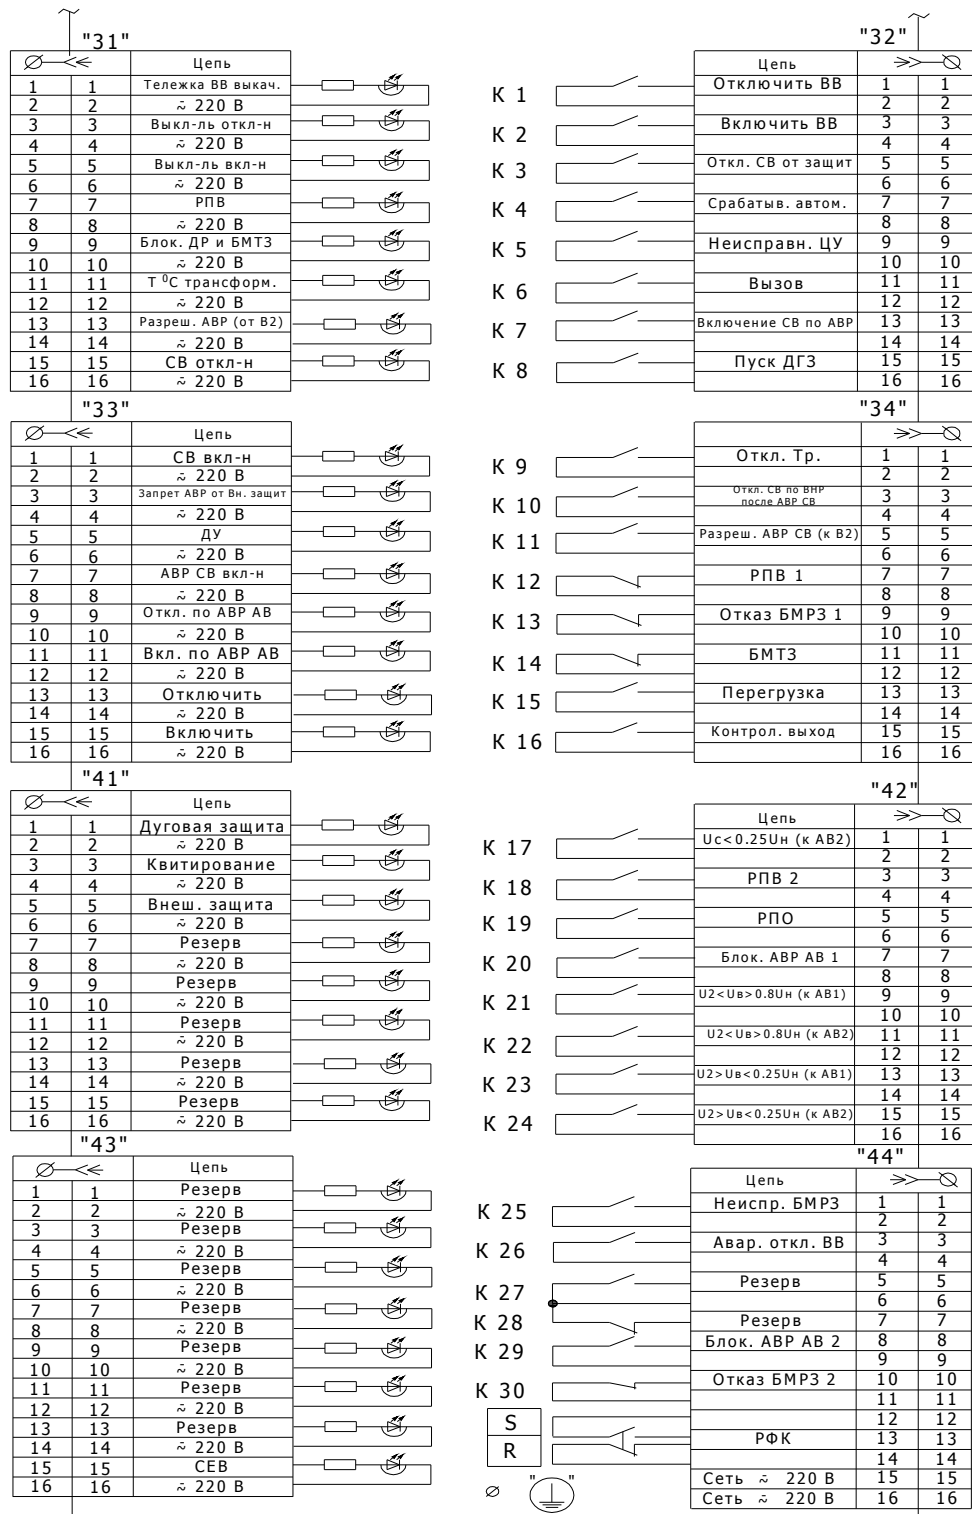 "31"
Цепь
1 1 Тележка ВВ выкач.
2 2 ~ 220 В
3 3 Выкл-ль откл-н
4 4 ~ 220 В
5 5 Выкл-ль вкл-н
6 6 ~ 220 В
7 7 РПВ
8 8 ~ 220 В
9 9 Блок. ДР и БМТЗ
10 10 ~ 220 В
11 11 Т ⁰С трансформ.
12 12 ~ 220 В
13 13 Разреш. АВР (от В2)
14 14 ~ 220 В
15 15 СВ откл-н
16 16 ~ 220 В
"32"
Цепь
К 1 Отключить ВВ 1 1
2 2
К 2 Включить ВВ 3 3
4 4
К 3 Откл. СВ от защит 5 5
6 6
К 4 Срабатыв. автом. 7 7
8 8
К 5 Неисправн. ЦУ 9 9
10 10
К 6 Вызов 11 11
12 12
К 7 Включение СВ по АВР 13 13
14 14
К 8 Пуск ДГЗ 15 15
16 16
"33"
Цепь
1 1 СВ вкл-н
2 2 ~ 220 В
3 3 Запрет АВР от Вн. защит
4 4 ~ 220 В
5 5 ДУ
6 6 ~ 220 В
7 7 АВР СВ вкл-н
8 8 ~ 220 В
9 9 Откл. по АВР АВ
10 10 ~ 220 В
11 11 Вкл. по АВР АВ
12 12 ~ 220 В
13 13 Отключить
14 14 ~ 220 В
15 15 Включить
16 16 ~ 220 В
"34"
К 9 Откл. Тр. 1 1
2 2
К 10 Откл. СВ по ВНР
после АВР СВ 3 3
4 4
К 11 Разреш. АВР СВ (к В2) 5 5
6 6
К 12 РПВ 1 7 7
8 8
К 13 Отказ БМРЗ 1 9 9
10 10
К 14 БМТЗ 11 11
12 12
К 15 Перегрузка 13 13
14 14
К 16 Контрол. выход 15 15
16 16
"41"
Цепь
1 1 Дуговая защита
2 2 ~ 220 В
3 3 Квитирование
4 4 ~ 220 В
5 5 Внеш. защита
6 6 ~ 220 В
7 7 Резерв
8 8 ~ 220 В
9 9 Резерв
10 10 ~ 220 В
11 11 Резерв
12 12 ~ 220 В
13 13 Резерв
14 14 ~ 220 В
15 15 Резерв
16 16 ~ 220 В
"42"
Цепь
К 17 Uc<0.25Uн (к АВ2) 1 1
2 2
К 18 РПВ 2 3 3
4 4
К 19 РПО 5 5
6 6
К 20 Блок. АВР АВ 1 7 7
8 8
К 21 U2<Uв>0.8Uн (к АВ1) 9 9
10 10
К 22 U2<Uв>0.8Uн (к АВ2) 11 11
12 12
К 23 U2>Uв<0.25Uн (к АВ1) 13 13
14 14
К 24 U2>Uв<0.25Uн (к АВ2) 15 15
16 16
"43"
Цепь
1 1 Резерв
2 2 ~ 220 В
3 3 Резерв
4 4 ~ 220 В
5 5 Резерв
6 6 ~ 220 В
7 7 Резерв
8 8 ~ 220 В
9 9 Резерв
10 10 ~ 220 В
11 11 Резерв
12 12 ~ 220 В
13 13 Резерв
14 14 ~ 220 В
15 15 СЕВ
16 16 ~ 220 В
"44"
Цепь
К 25 Неиспр. БМРЗ 1 1
2 2
К 26 Авар. откл. ВВ 3 3
4 4
К 27 Резерв 5 5
6 6
К 28 Резерв 7 7
К 29 Блок. АВР АВ 2 8 8
9 9
К 30 Отказ БМРЗ 2 10 10
11 11
S 12 12
R РФК 13 13
14 14
Сеть ~ 220 В 15 15
Сеть ~ 220 В 16 16
" "